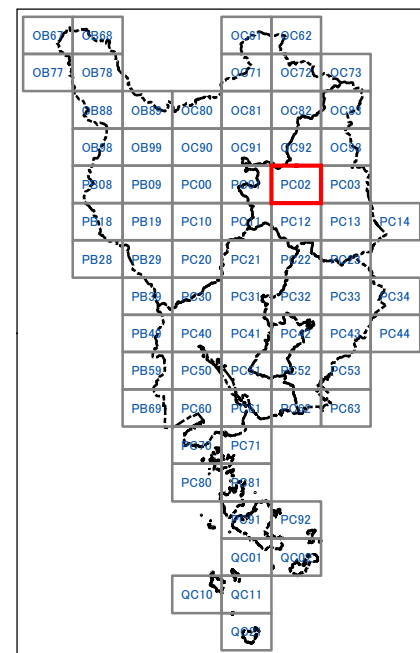 OB67 OB68 OC61 OC62
OB77 OB78 OC71 OC72 OC73
OB88 OB89 OC80 OC81 OC82 OC83
OB98 OB99 OC90 OC91 OC92 OC93
PB08 PB09 PC00 PC01 PC02 PC03
PB18 PB19 PC10 PC11 PC12 PC13 PC14
PB28 PB29 PC20 PC21 PC22 PC23
PB39 PC30 PC31 PC32 PC33 PC34
PB49 PC40 PC41 PC42 PC43 PC44
PB59 PC50 PC51 PC52 PC53
PB69 PC60 PC61 PC62 PC63
PC70 PC71
PC80 PC81
PC91 PC92
QC01 QC02
QC10 QC11
QC21